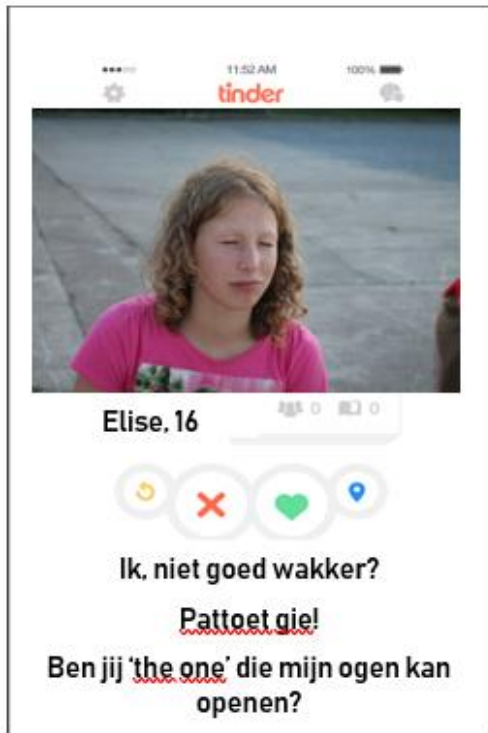 11:52 AM 100%
tinder
Elise, 16
0 0
Ik, niet goed wakker?
Pattoet gie!
Ben jij ‘the one’ die mijn ogen kan
openen?